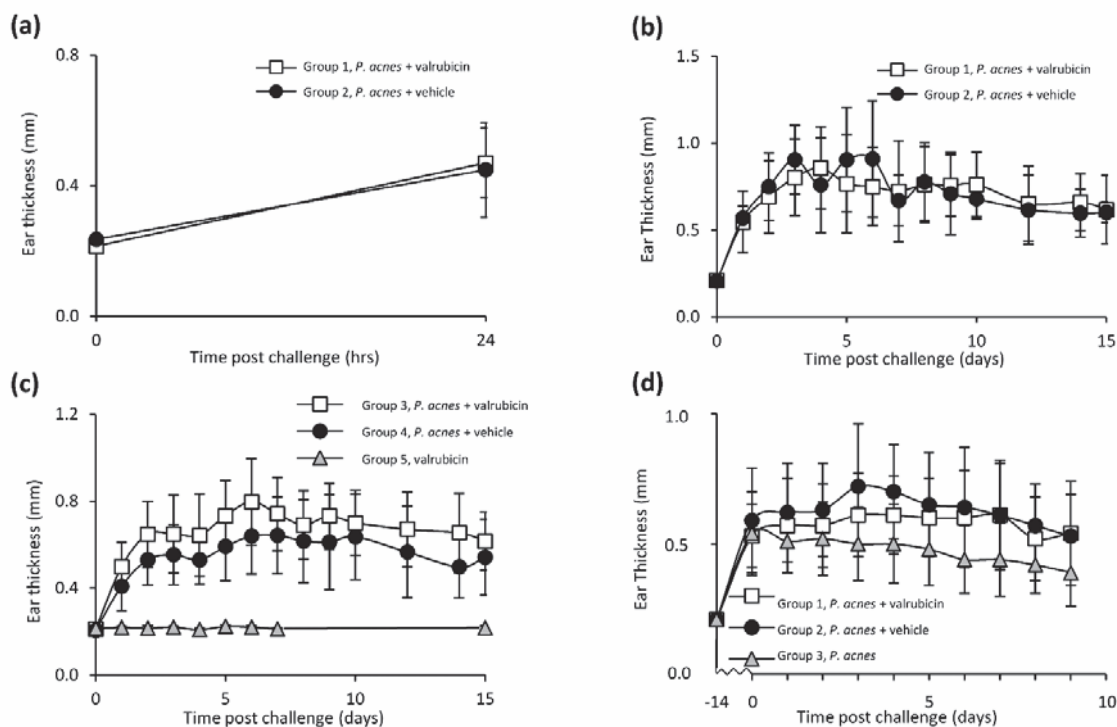 (a)
0.8
Group 1, P. acnes + valrubicin
Group 2, P. acnes + vehicle
Ear thickness (mm)
0.4
0.0
0
24
Time post challenge (hrs)
(b)
1.5
Group 1, P. acnes + valrubicin
Group 2, P. acnes + vehicle
Ear Thickness (mm)
1.0
0.5
0.0
0
5
10
15
Time post challenge (days)
(c)
1.2
Group 3, P. acnes + valrubicin
Group 4, P. acnes + vehicle
Group 5, valrubicin
Ear thickness (mm)
0.8
0.4
0.0
0
5
10
15
Time post challenge (days)
(d)
1.0
Ear Thickness (mm)
0.5
Group 1, P. acnes + valrubicin
Group 2, P. acnes + vehicle
Group 3, P. acnes
0.0
-14
0
5
10
Time post challenge (days)